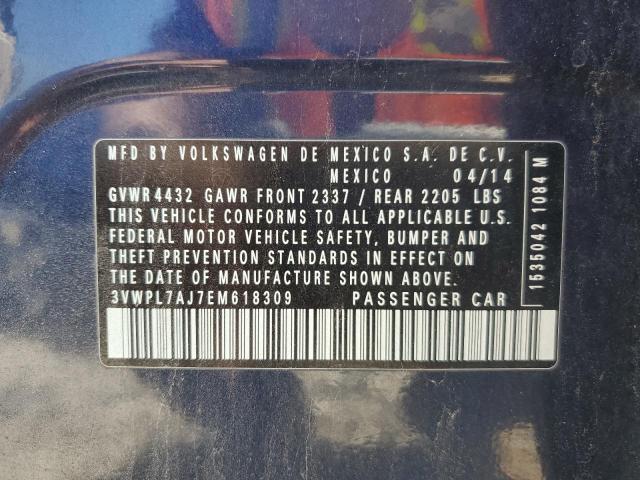 MFD BY VOLKSWAGEN DE MEXICO S.A. DE C.V.
MEXICO 04/14
GVWR 4432 GAWR FRONT 2337 / REAR 2205 LBS
THIS VEHICLE CONFORMS TO ALL APPLICABLE U.S.
FEDERAL MOTOR VEHICLE SAFETY, BUMPER AND
THEFT PREVENTION STANDARDS IN EFFECT ON
THE DATE OF MANUFACTURE SHOWN ABOVE.
3VWPL7AJ7EM618309 PASSENGER CAR
1535042 1084 M